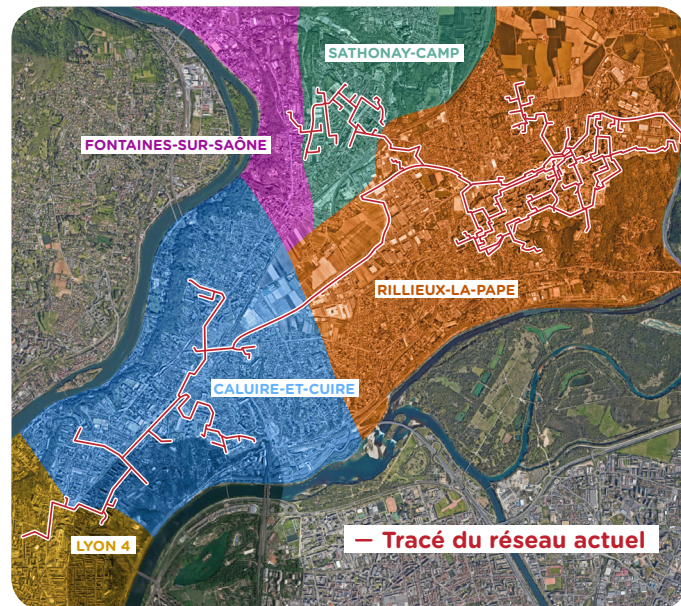 SATHONAY-CAMP
FONTAINES-SUR-SAÔNE
RILLIEUX-LA-PAPE
CALUIRE-ET-CUIRE
LYON 4
— Tracé du réseau actuel